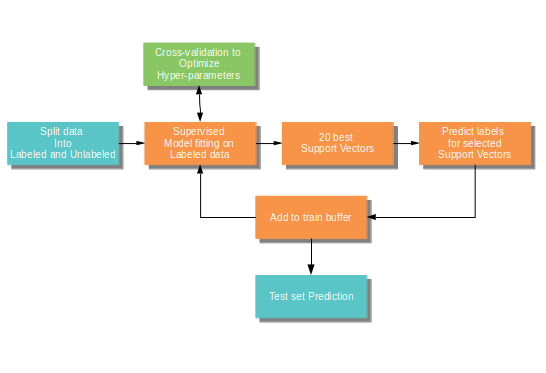 Cross-validation to
Optimize
Hyper-parameters
Split data
Into
Labeled and Unlabeled
Supervised
Model fitting on
Labeled data
20 best
Support Vectors
Predict labels
for selected
Support Vectors
Add to train buffer
Test set Prediction